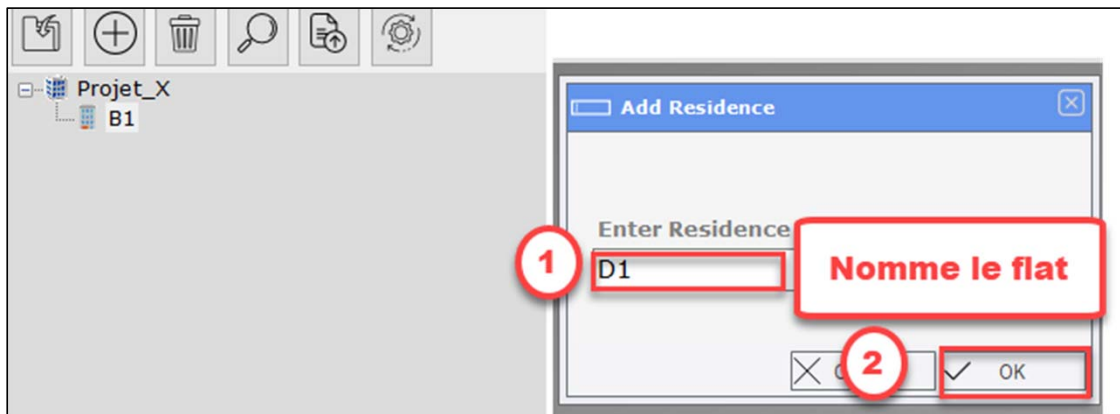 Projet_X
B1
Add Residence
Enter Residence
1
D1
Nomme le flat
2
OK